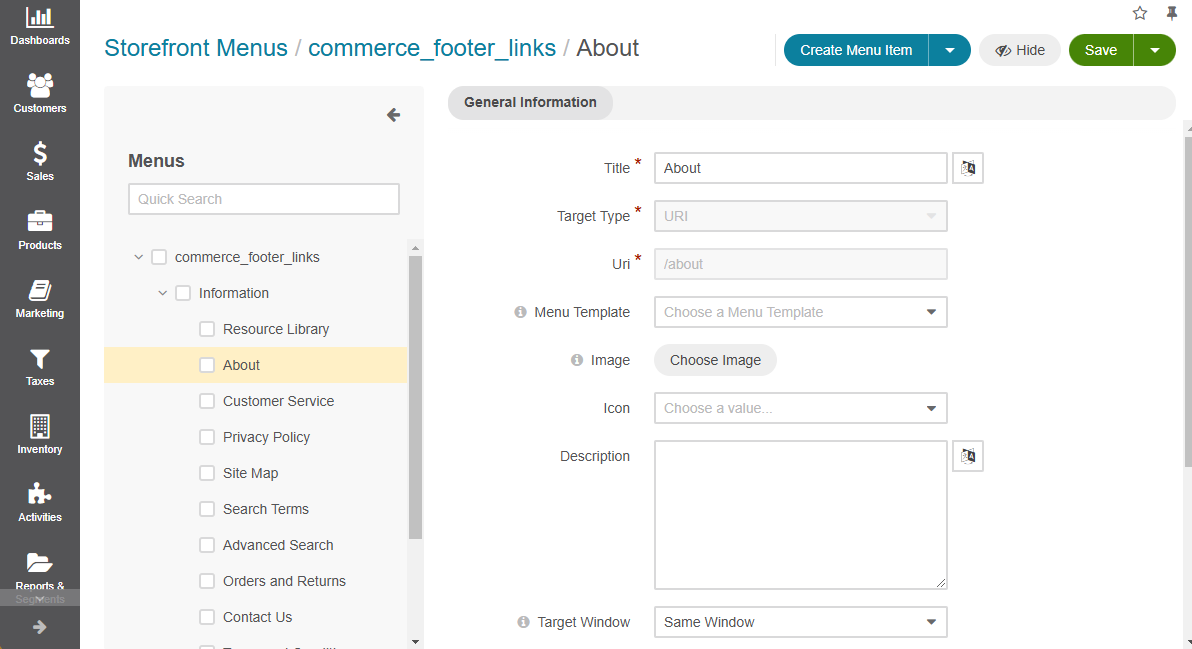 Dashboards
Customers
Sales
Products
Marketing
Taxes
Inventory
Activities
Reports &
Segments
Storefront Menus / commerce_footer_links / About
Create Menu Item
Hide
Save
Menus
Quick Search
commerce_footer_links
Information
Resource Library
About
Customer Service
Privacy Policy
Site Map
Search Terms
Advanced Search
Orders and Returns
Contact Us
General Information
Title * About
Target Type * URI
Uri * /about
Menu Template Choose a Menu Template
Image Choose Image
Icon Choose a value...
Description
Target Window Same Window